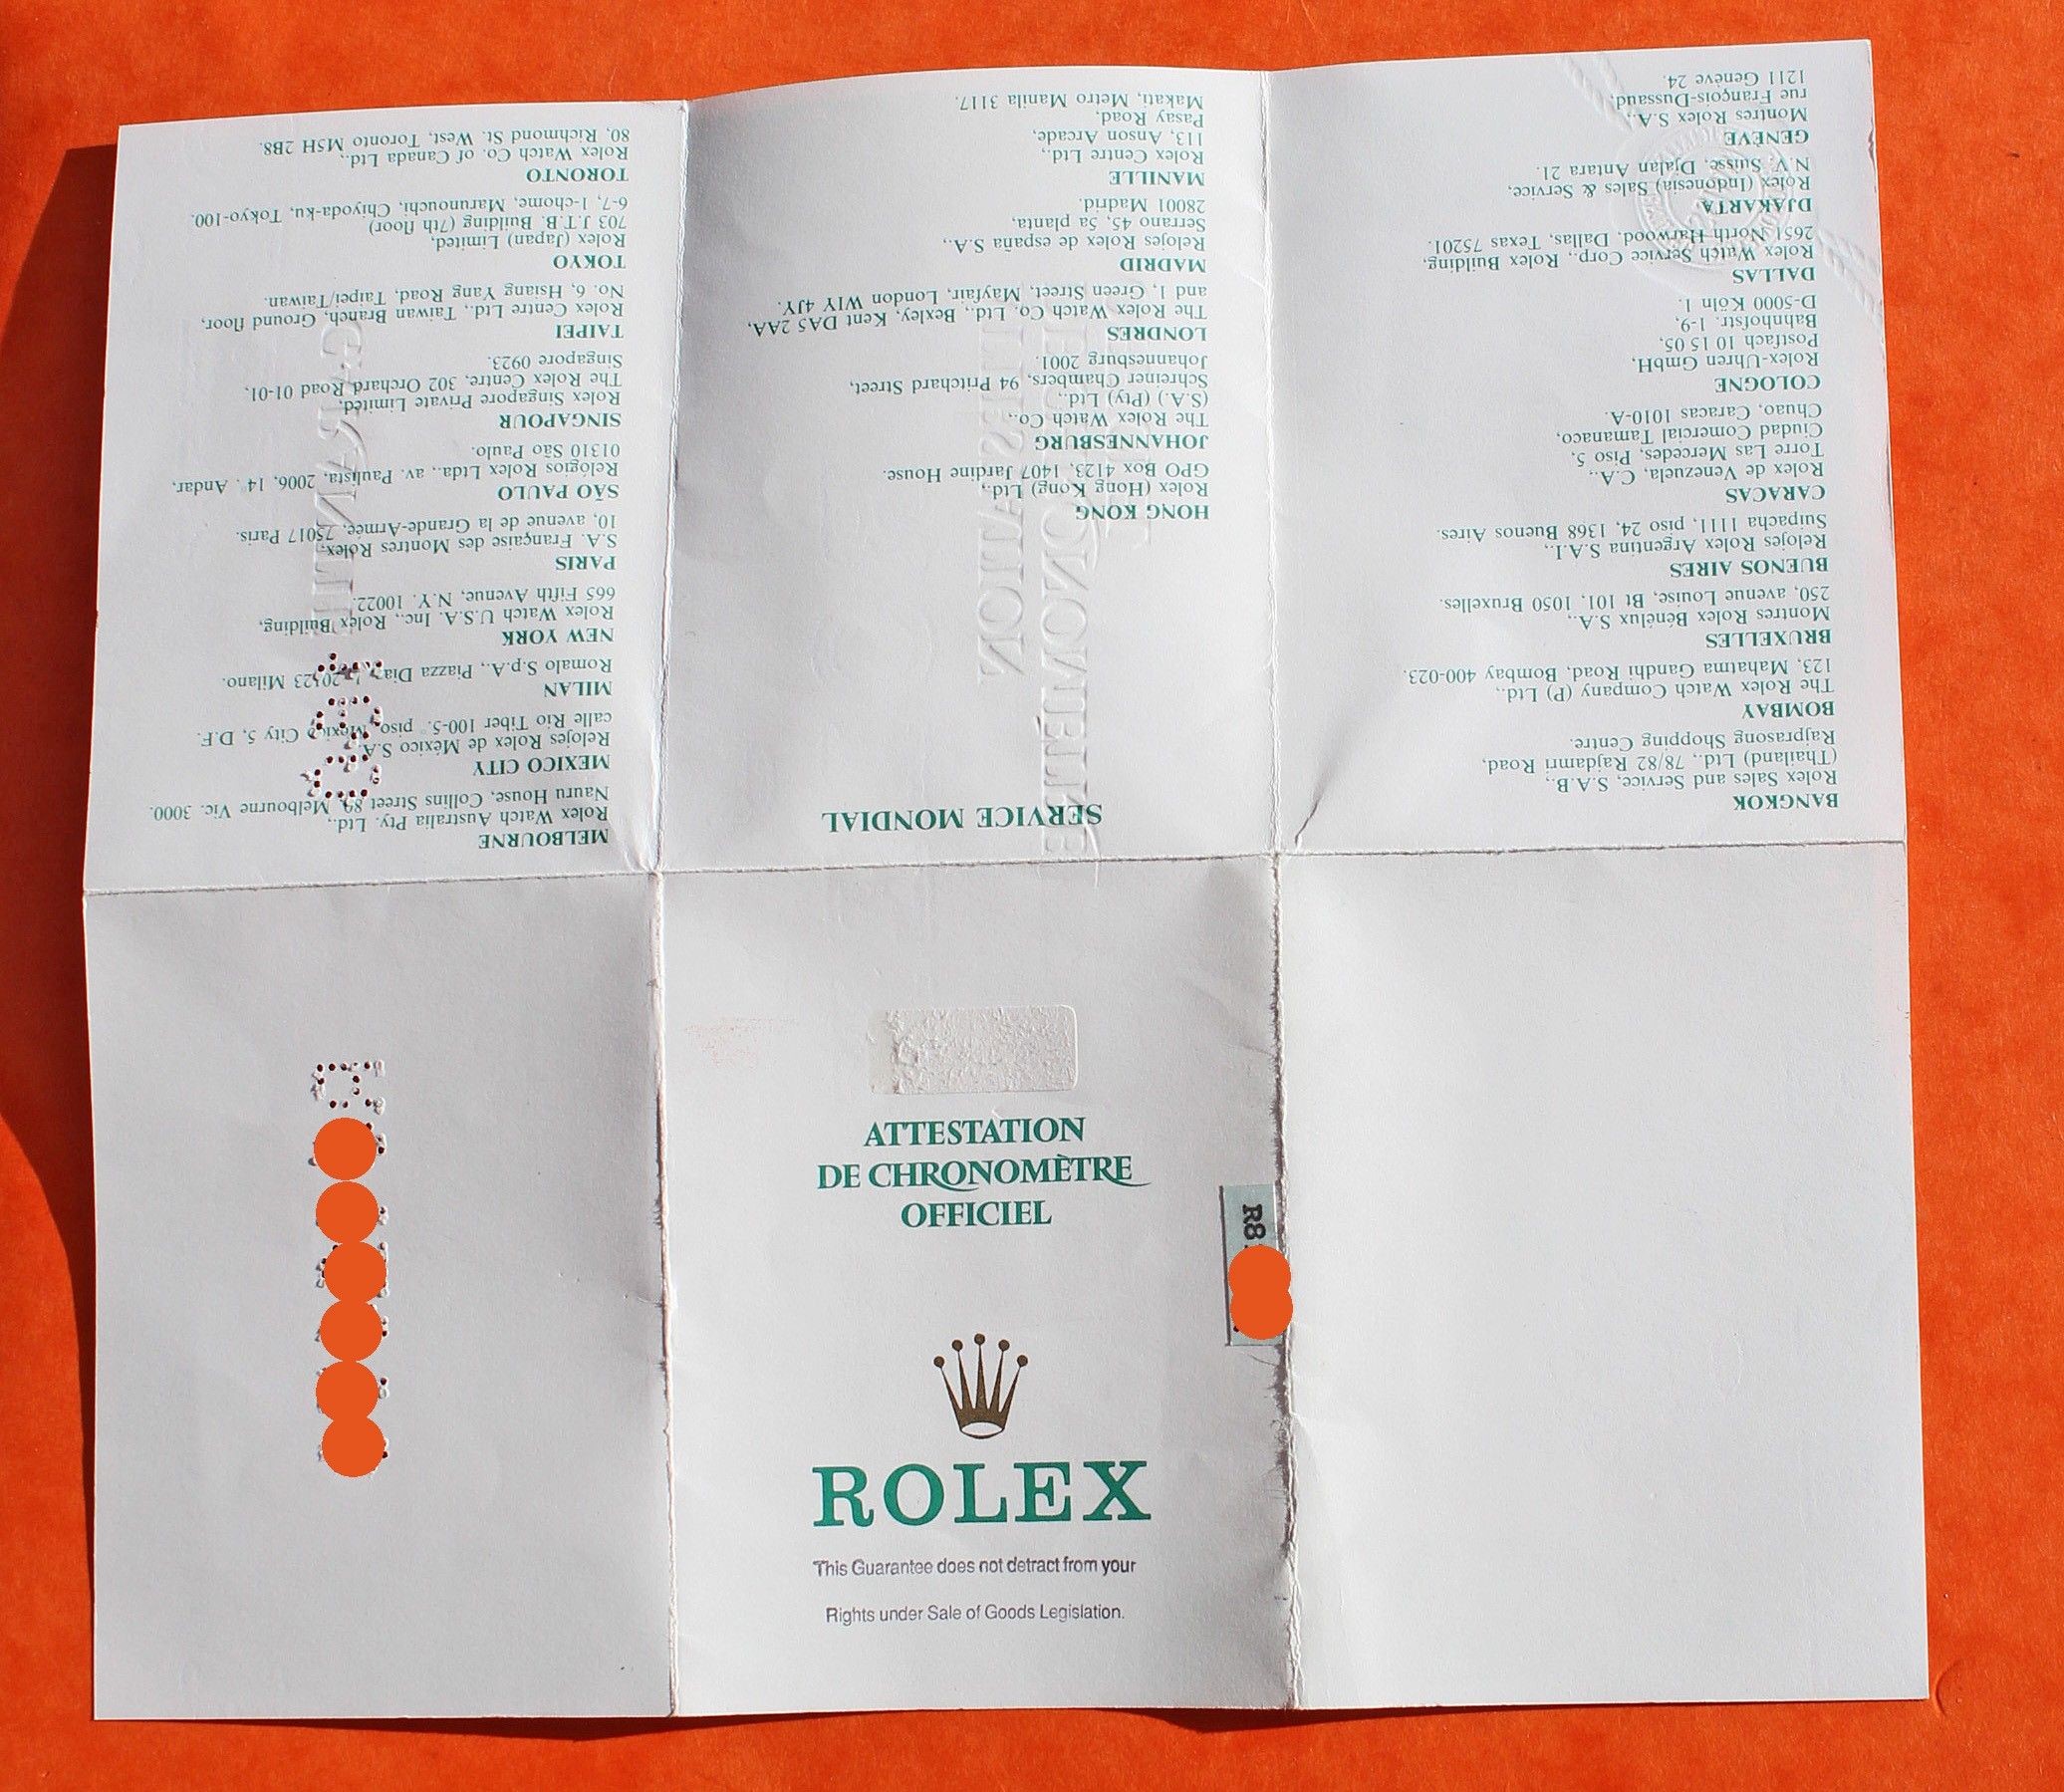 ATTESTATION
DE CHRONOMÈTRE
OFFICIEL
R8
ROLEX
This Guarantee does not detract from your
Rights under Sale of Goods Legislation.
SERVICE MONDIAL
BANGKOK
Rolex Sales and Service, S.A.B.,
(Thailand) Ltd., 78/82 Rajdamri Road,
Rajprasong Shopping Centre.
BOMBAY
The Rolex Watch Company (P) Ltd.,
123, Mahatma Gandhi Road, Bombay 400-023.
BRUXELLES
Montres Rolex Bénélux S.A.,
250, avenue Louise, Bt 101, 1050 Bruxelles.
BUENOS AIRES
Relojes Rolex Argentina S.A.I.,
Suipacha 1111, piso 24, 1368 Buenos Aires.
CARACAS
Rolex de Venezuela, C.A.,
Torre Las Mercedes, Piso 5,
Ciudad Comercial Tamanaco,
Chuao, Caracas 1010-A.
COLOGNE
Rolex-Uhren GmbH,
Postfach 10 15 05,
Bahnhofstr. 1-9,
D-5000 Köln 1.
DALLAS
Rolex Watch Service Corp., Rolex Building,
2651 North Harwood, Dallas, Texas 75201.
DJAKARTA
Rolex (Indonesia) Sales & Service,
N.V. Suisse, Djalan Antara 21.
GENÈVE
Montres Rolex S.A.,
rue François-Dussaud,
1211 Genève 24.
HONG KONG
Rolex (Hong Kong) Ltd.,
GPO Box 4123, 1407 Jardine House.
JOHANNESBURG
The Rolex Watch Co.,
(S.A.) (Pty) Ltd.,
Schreiner Chambers, 94 Pritchard Street,
Johannesburg 2001.
LONDRES
The Rolex Watch Co. Ltd., Bexley, Kent DA5 2AA,
and 1, Green Street, Mayfair, London W1Y 4JY.
MADRID
Relojes Rolex de españa S.A.,
Serrano 45, 5a planta,
28001 Madrid.
MANILLE
Rolex Centre Ltd.,
113, Anson Arcade,
Pasay Road,
Makati, Metro Manila 3117.
MELBOURNE
Rolex Watch Australia Pty. Ltd.,
Nauru House, Collins Street 80, Melbourne Vic. 3000.
MEXICO CITY
Relojes Rolex de México S.A.
calle Rio Tiber 100-5.° piso, Mexico City 5, D.F.
MILAN
Romalo S.p.A., Piazza Diaz 20123 Milano.
NEW YORK
Rolex Watch U.S.A. Inc., Rolex Building,
665 Fifth Avenue, N.Y. 10022.
PARIS
S.A. Française des Montres Rolex,
10, avenue de la Grande-Armée, 75017 Paris.
SÃO PAULO
Relógios Rolex Ltda., av. Paulista, 2006, 14°. Andar,
01310 São Paulo.
SINGAPOUR
Rolex Singapore Private Limited,
The Rolex Centre, 302 Orchard Road 01-01,
Singapore 0923.
TAIPEI
Rolex Centre Ltd., Taiwan Branch, Ground floor,
No. 6, Hsiang Yang Road, Taipei/Taiwan.
TOKYO
Rolex (Japan) Limited,
703 J.T.B. Building (7th floor)
6-7, 1-chome, Marunouchi, Chiyoda-ku, Tokyo-100.
TORONTO
Rolex Watch Co. of Canada Ltd.,
80, Richmond St. West, Toronto M5H 2B8.